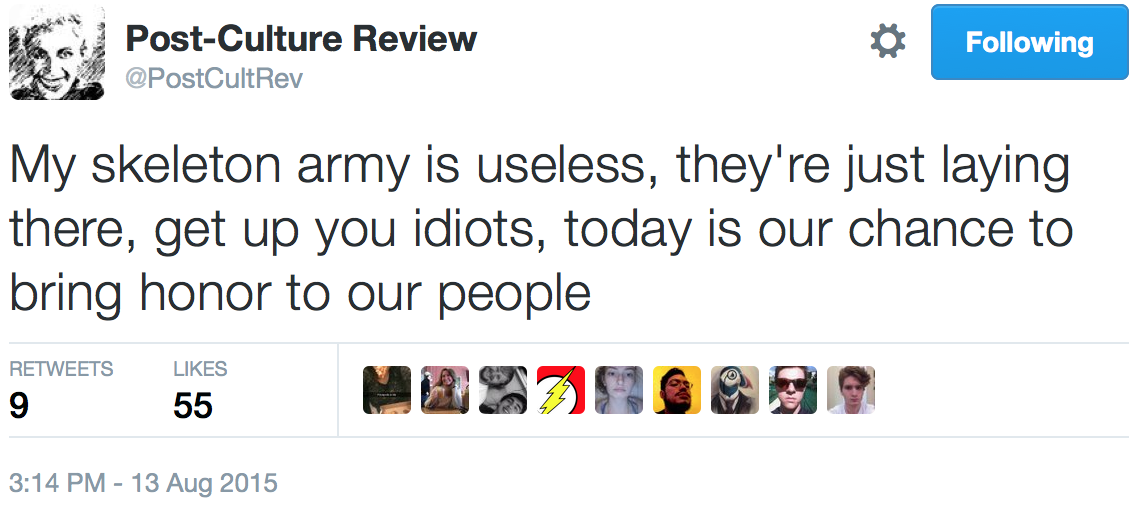 Post-Culture Review
@PostCultRev
Following
My skeleton army is useless, they're just laying
there, get up you idiots, today is our chance to
bring honor to our people
RETWEETS
LIKES
9
55
3:14 PM - 13 Aug 2015